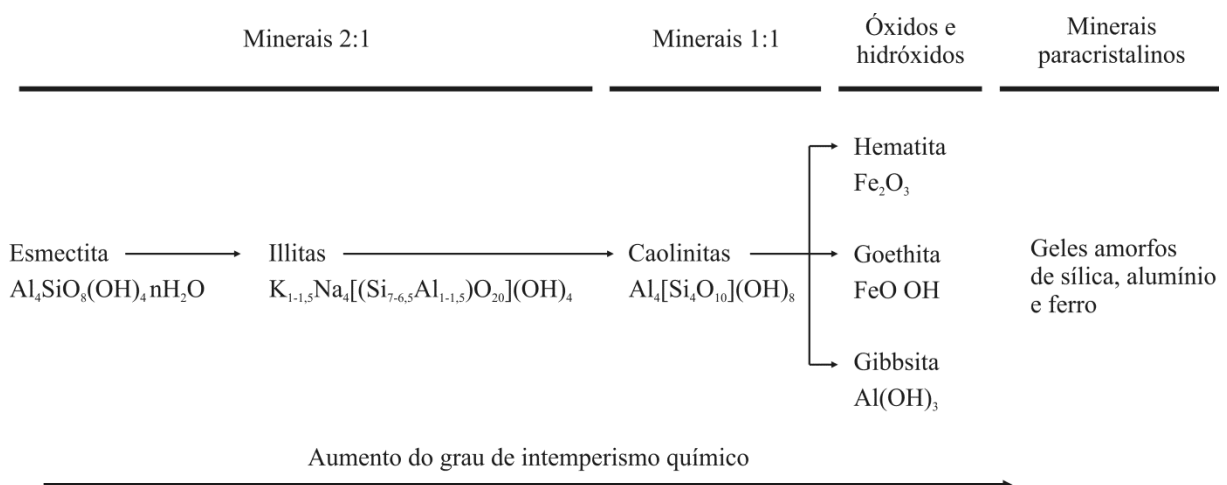 Minerais 2:1
Minerais 1:1
Óxidos e
hidróxidos
Minerais
paracristalinos
Esmectita
Al₄SiO₈(OH)₄ nH₂O
Illitas
K₁₋₁,₅Na₄[(Si₇₋₆,₅Al₁₋₁,₅)O₂₀](OH)₄
Caolinitas
Al₄[Si₄O₁₀](OH)₈
Hematita
Fe₂O₃
Goethita
FeO OH
Gibbsita
Al(OH)₃
Geles amorfos
de sílica, alumínio
e ferro
Aumento do grau de intemperismo químico